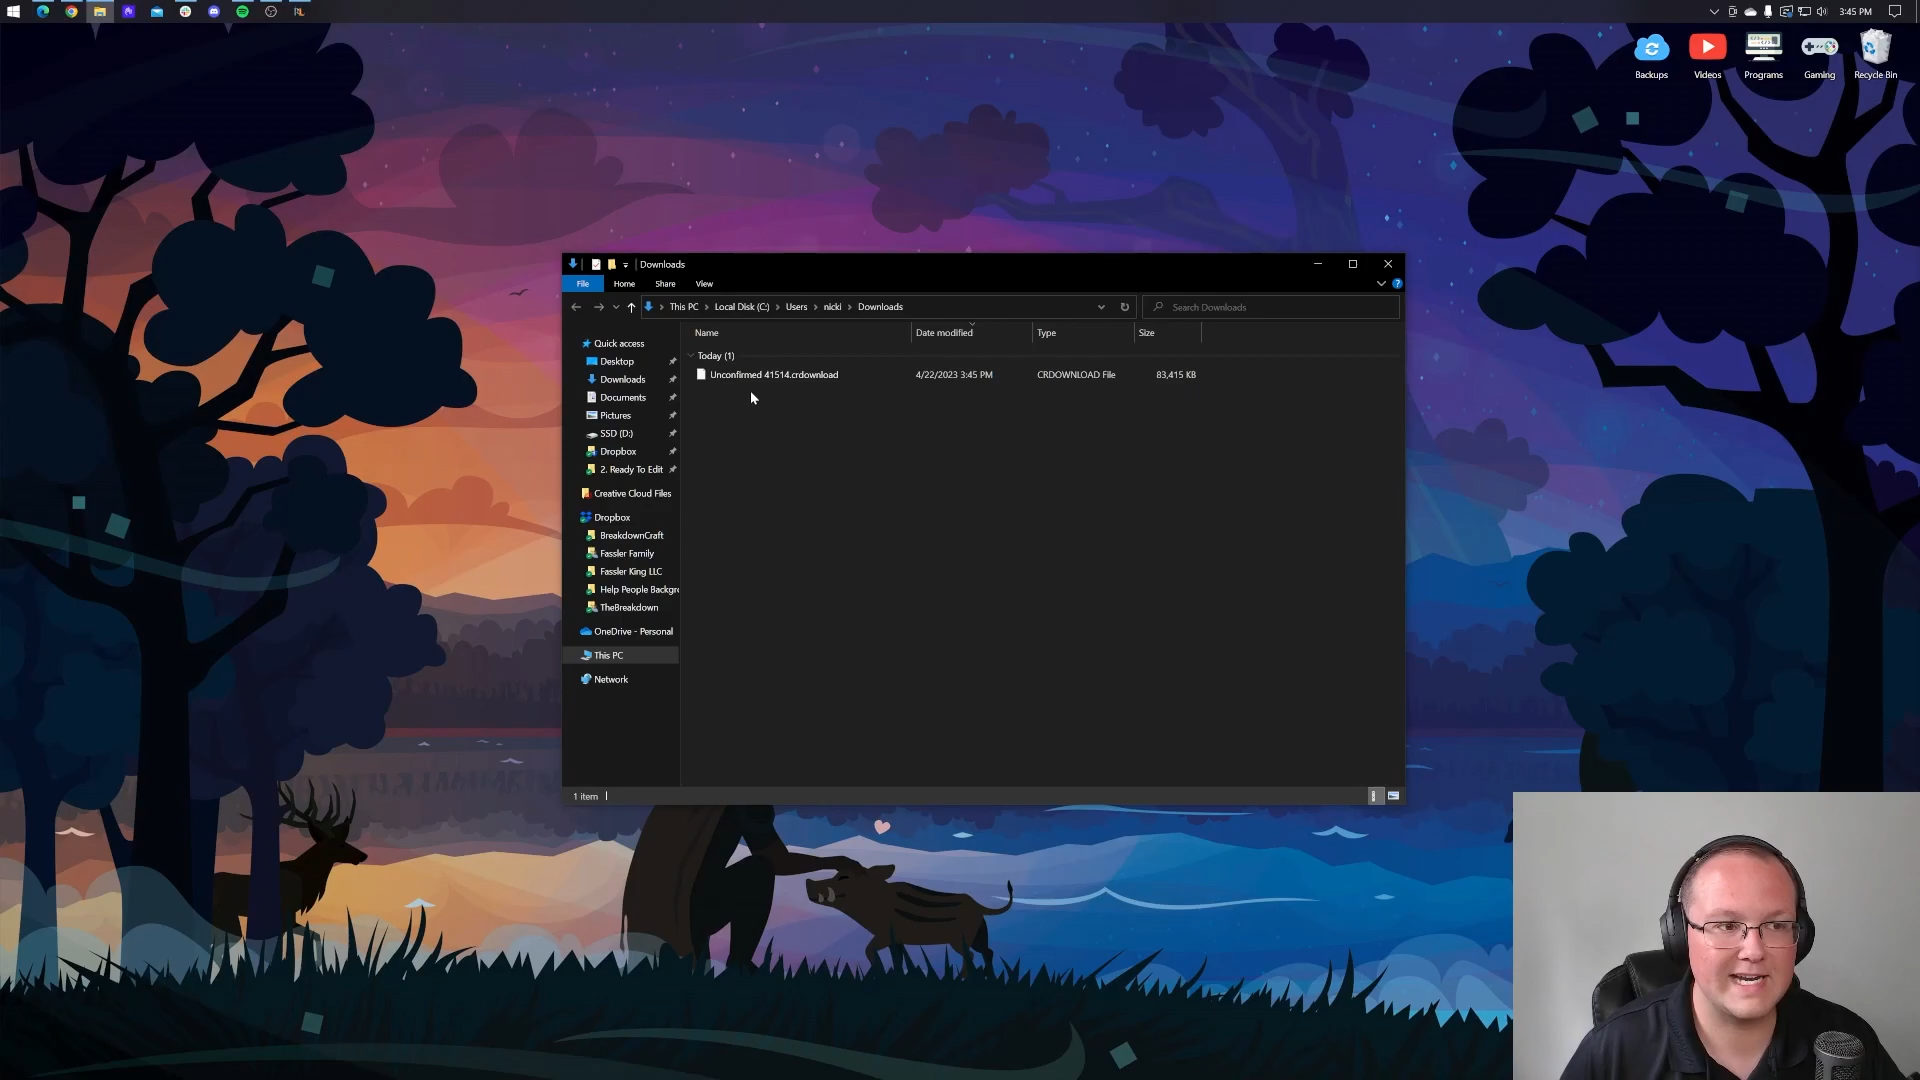 3:45 PM
Backups
Videos
Programs
Gaming
Recycle Bin
Downloads
File
Home
Share
View
This PC
Local Disk (C:)
Users
nicki
Downloads
Search Downloads
Name
Date modified
Type
Size
Quick access
Desktop
Downloads
Documents
Pictures
SSD (D:)
Dropbox
2. Ready To Edit
Creative Cloud Files
Dropbox
BreakdownCraft
Fassler Family
Fassler King LLC
Help People Backgr
TheBreakdown
OneDrive - Personal
This PC
Network
Today (1)
Unconfirmed 41514.crdownload
4/22/2023 3:45 PM
CRDOWNLOAD File
83,415 KB
1 item